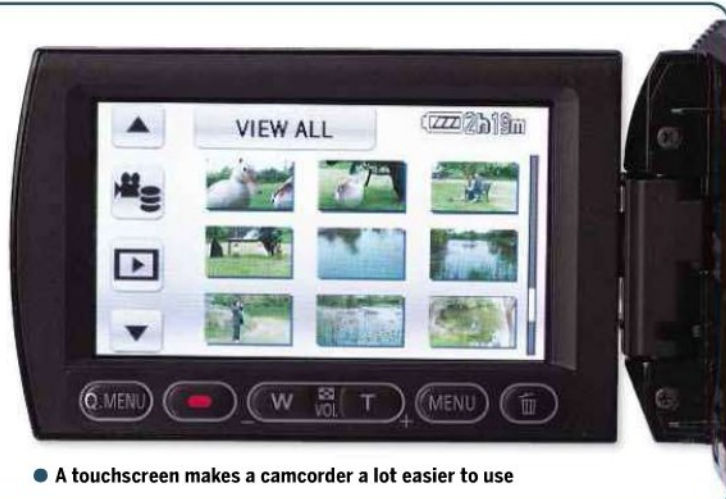 VIEW ALL
2h19m
Q.MENU
W
VOL
T
MENU
A touchscreen makes a camcorder a lot easier to use